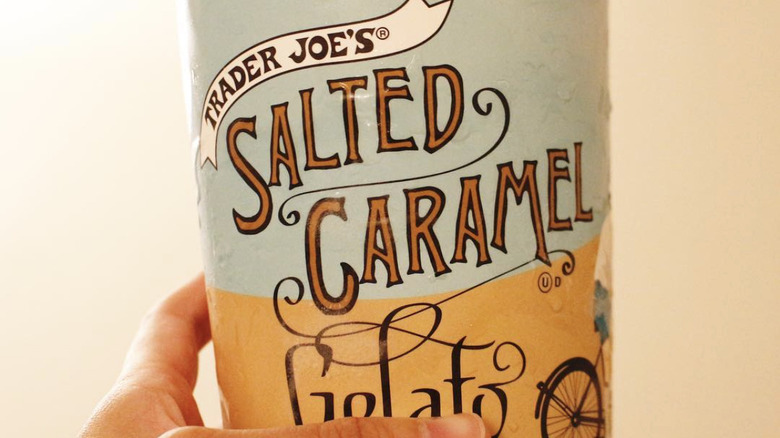 TRADER JOE'S®
SALTED
CARAMEL
Ⓤ D
Gelato